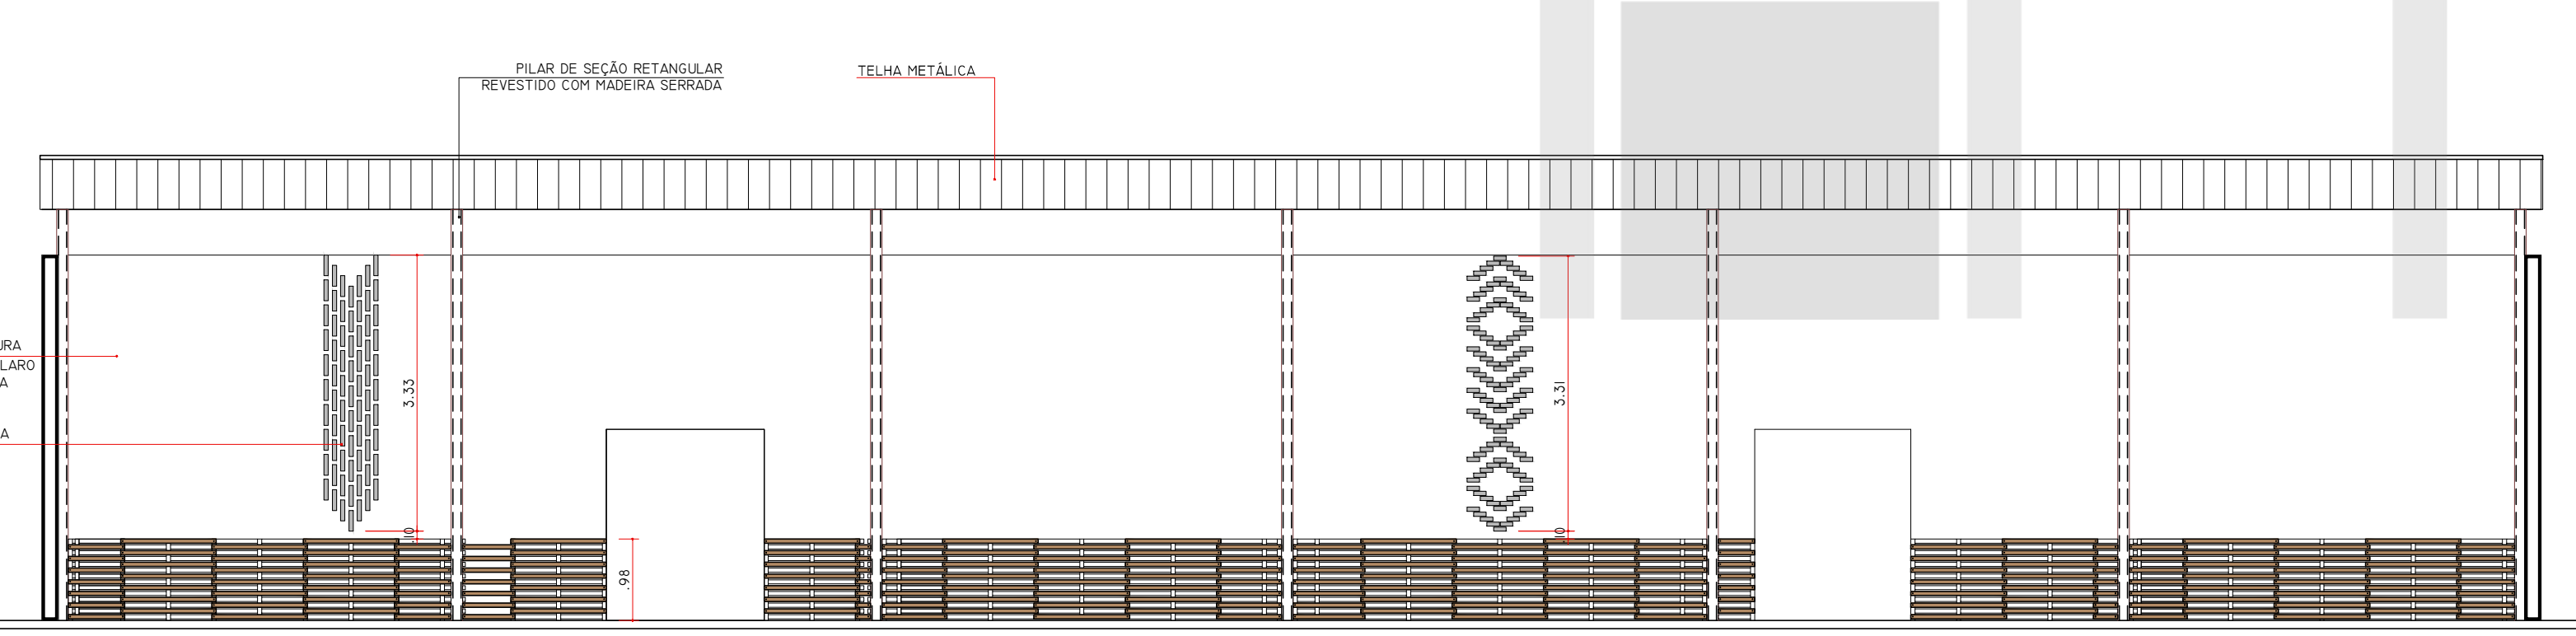 PILAR DE SEÇÃO RETANGULAR
REVESTIDO COM MADEIRA SERRADA
TELHA METÁLICA
URA
LARO
A
A
3.33
.10
.98
3.31
.10